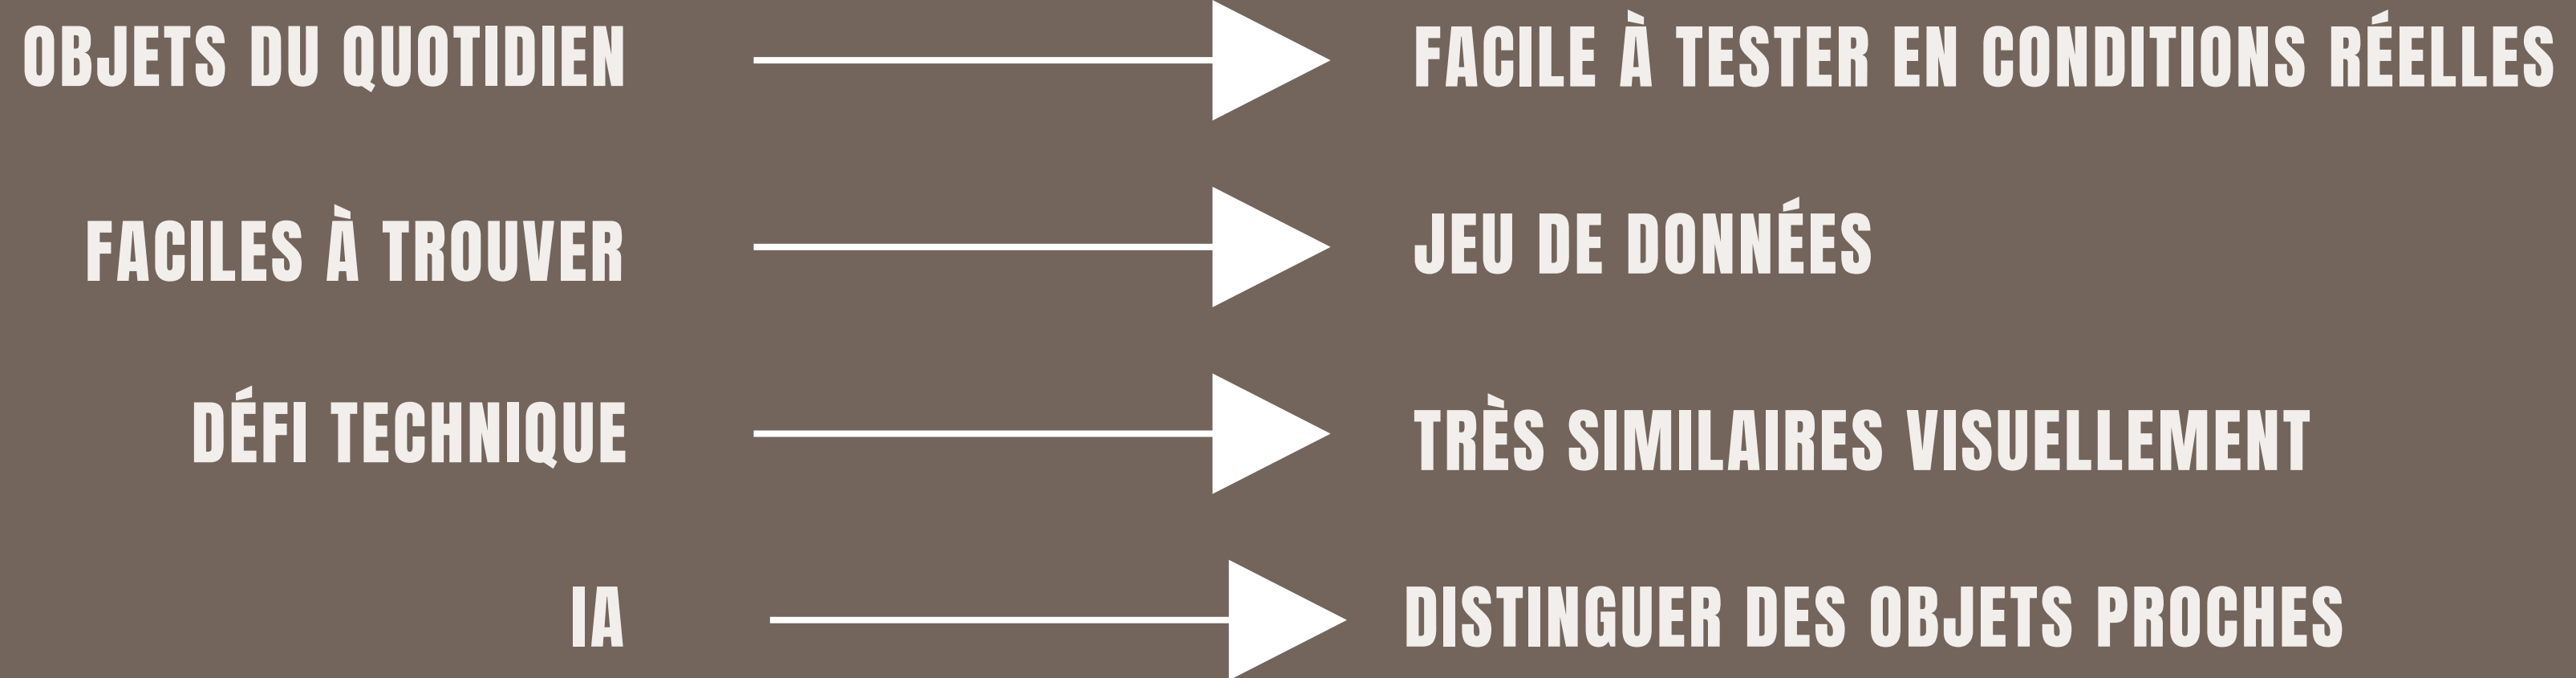 OBJETS DU QUOTIDIEN
FACILE À TESTER EN CONDITIONS RÉELLES
FACILES À TROUVER
JEU DE DONNÉES
DÉFI TECHNIQUE
TRÈS SIMILAIRES VISUELLEMENT
IA
DISTINGUER DES OBJETS PROCHES